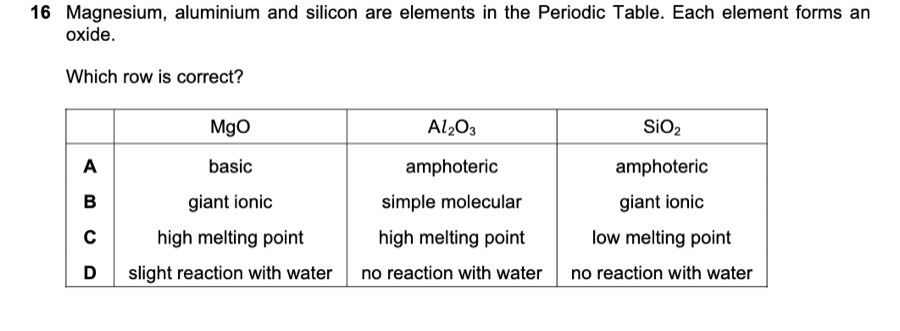 16 Magnesium, aluminium and silicon are elements in the Periodic Table. Each element forms an
oxide.
Which row is correct?
MgO Al₂O₃ SiO₂
A basic amphoteric amphoteric
B giant ionic simple molecular giant ionic
C high melting point high melting point low melting point
D slight reaction with water no reaction with water no reaction with water